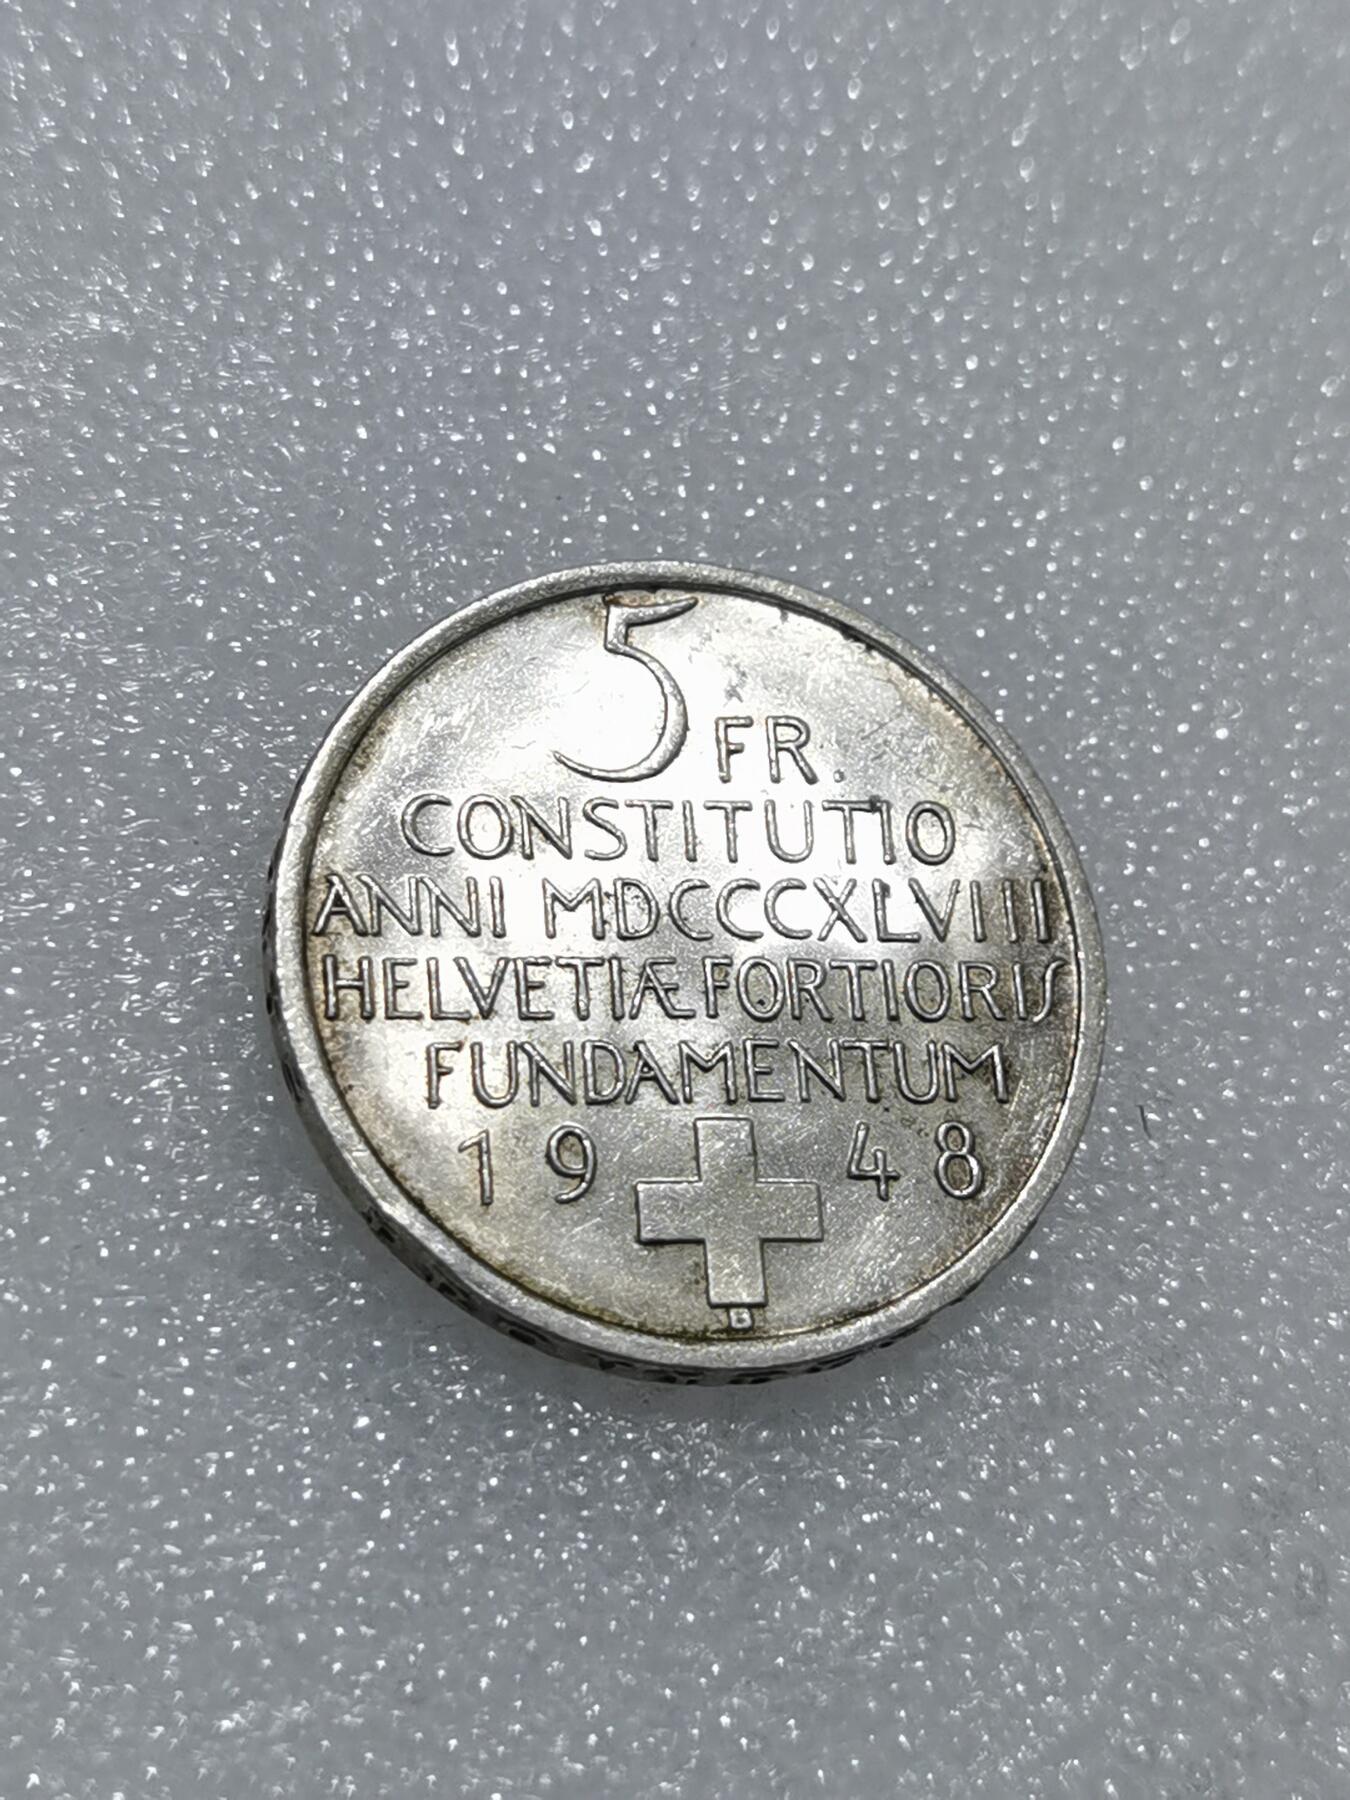 5 FR.
CONSTITUTIO
ANNI MDCCCXLVIII
HELVETIÆ FORTIORIS
FUNDAMENTUM
19 48
B